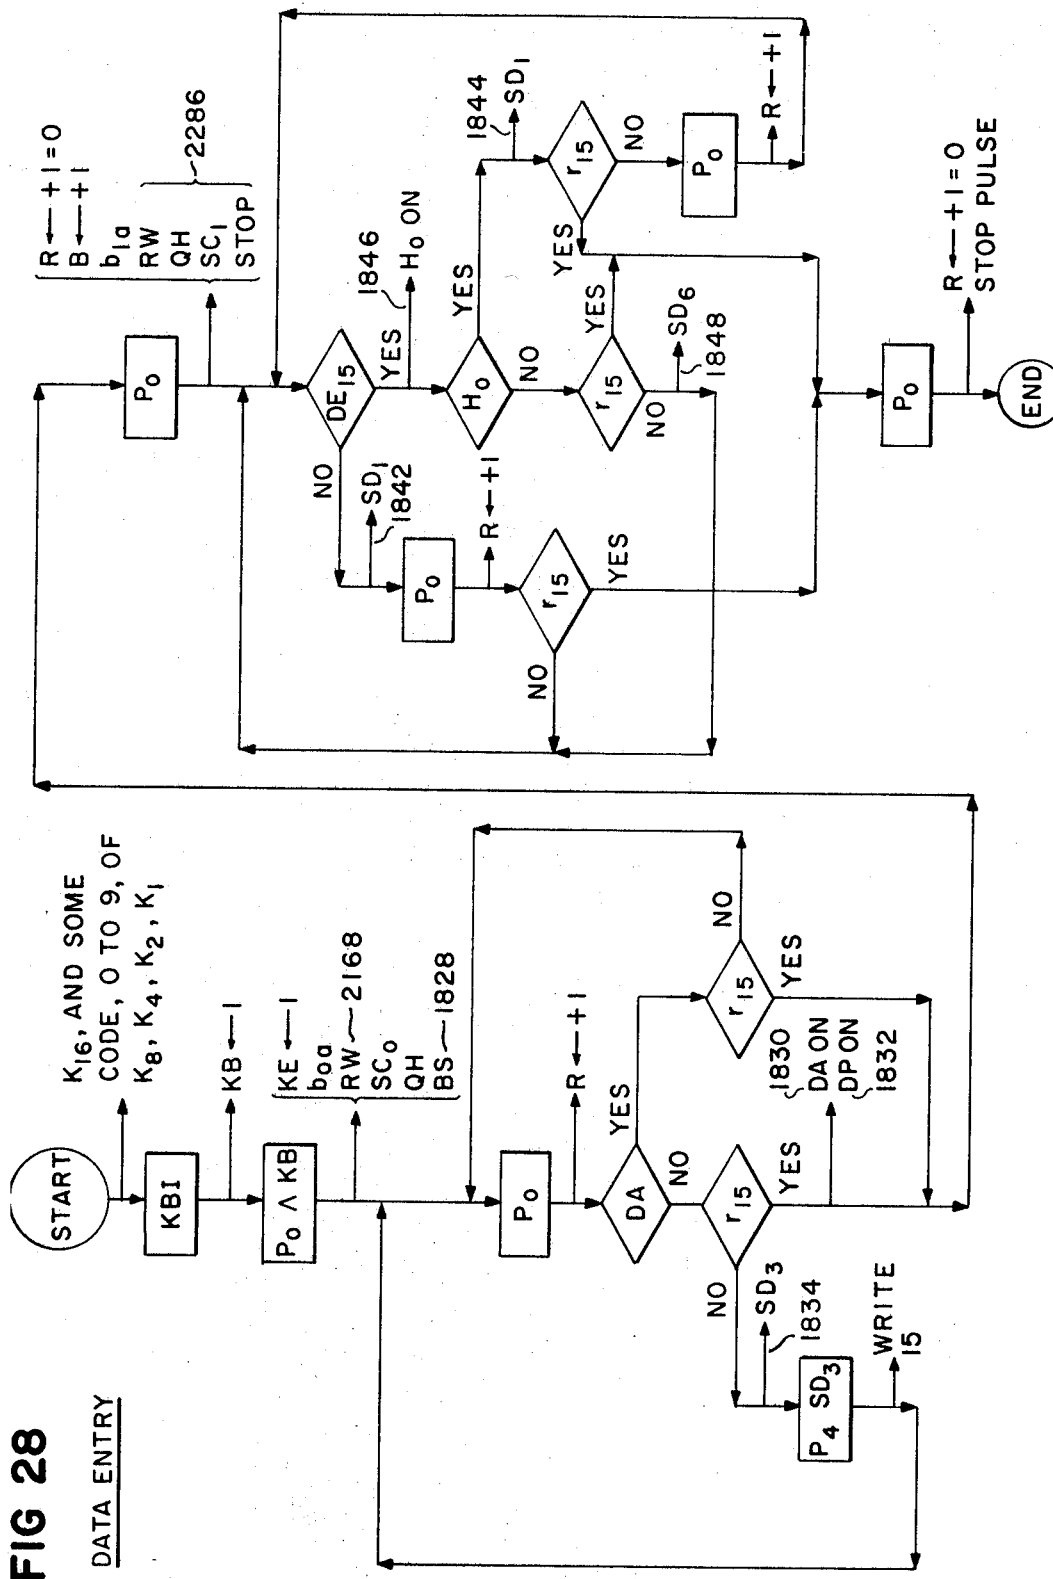 FIG 28
DATA ENTRY
START
K16, AND SOME
CODE, 0 TO 9, OF
K8, K4, K2, K1
KBI
KB ← 1
P0 ∧ KB
KE ← 1
b0a
RW 2168
SC0
QH
BS 1828
P0
R ← +1
DA
YES
NO
r15
NO
YES
r15
NO
YES
1830
DA ON
DP ON
1832
SD3
1834
P4 SD3
WRITE
15
P0
R ← +1 = 0
B ← +1
b1a
RW
QH
SC1
STOP
2286
DE15
NO
YES
SD1
1842
P0
R ← +1
r15
NO
YES
1846
H0 ON
H0
YES
NO
r15
YES
NO
SD6
1848
1844
SD1
r15
YES
NO
P0
R ← +1
P0
R ← +1 = 0
STOP PULSE
END